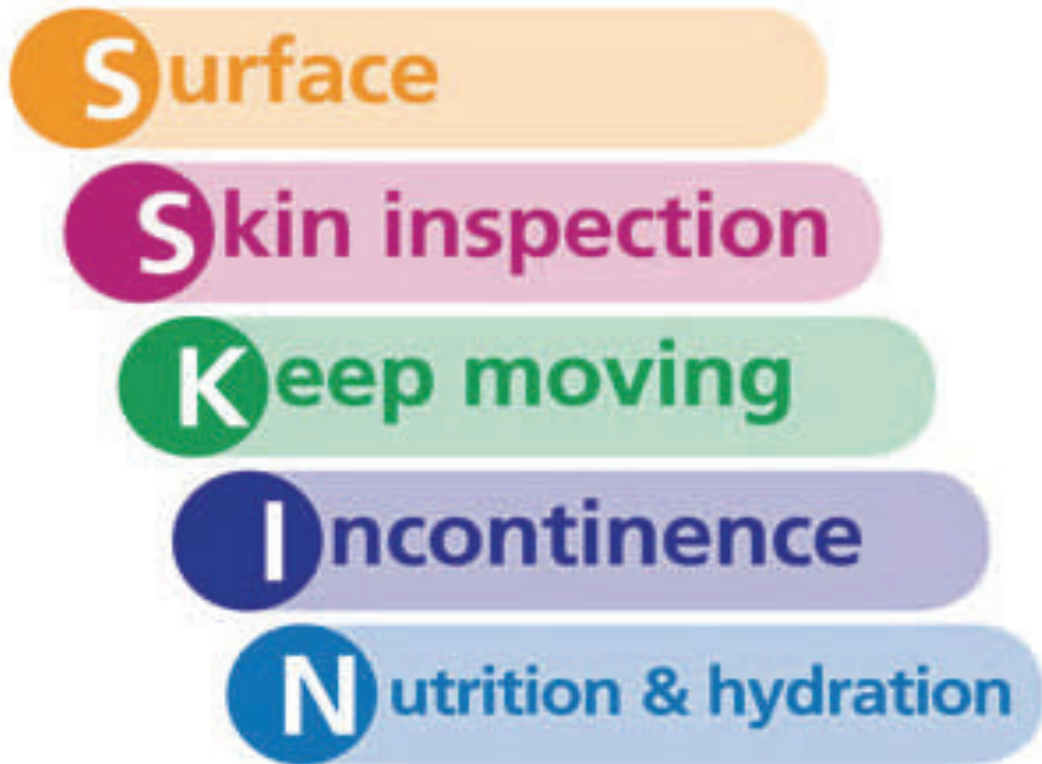 Surface
Skin inspection
Keep moving
Incontinence
Nutrition & hydration